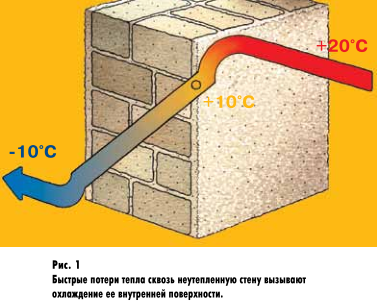 +20°C
+10°C
-10°C
Рис. 1
Быстрые потери тепла сквозь неутепленную стену вызывают
охлаждение ее внутренней поверхности.